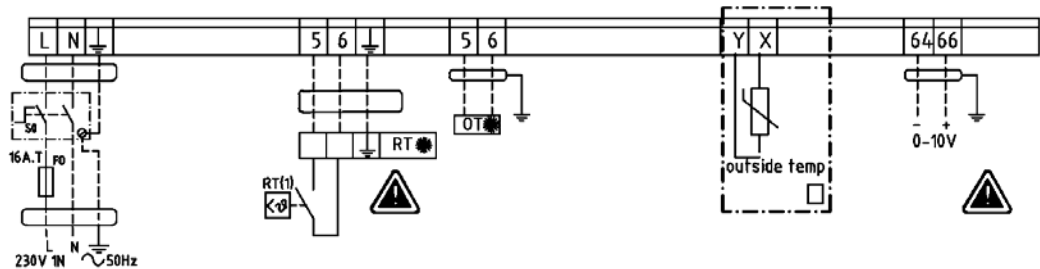 L N 5 6 5 6 Y X 64 66
S0
16A.T F0
OT
RT
- +
0-10V
outside temp
RT(1)
<ϑ
L N
230V 1N ~50Hz